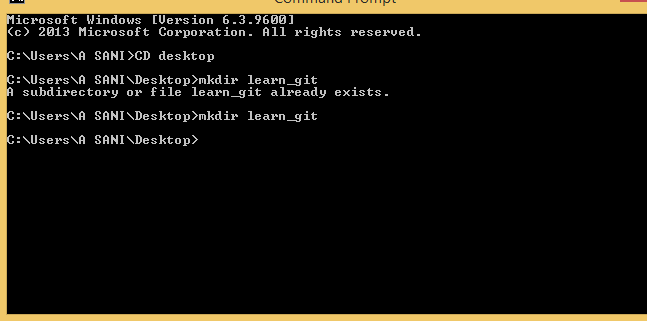 Command Prompt
Microsoft Windows [Version 6.3.9600]
(c) 2013 Microsoft Corporation. All rights reserved.
C:\Users\A SANI>CD desktop
C:\Users\A SANI\Desktop>mkdir learn_git
A subdirectory or file learn_git already exists.
C:\Users\A SANI\Desktop>mkdir learn_git
C:\Users\A SANI\Desktop>